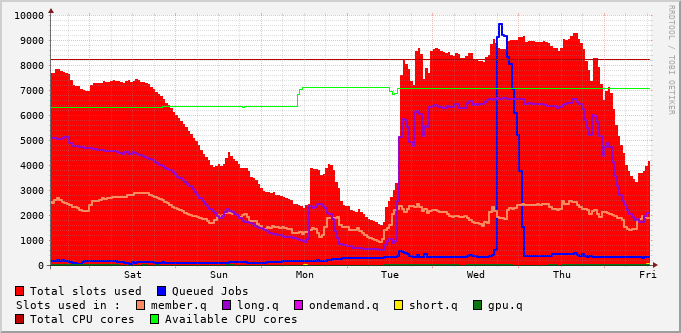 10000
9000
8000
7000
6000
5000
4000
3000
2000
1000
0
Sat Sun Mon Tue Wed Thu Fri
RRDTOOL / TOBI OETIKER
Total slots used Queued Jobs
Slots used in : member.q long.q ondemand.q short.q gpu.q
Total CPU cores Available CPU cores